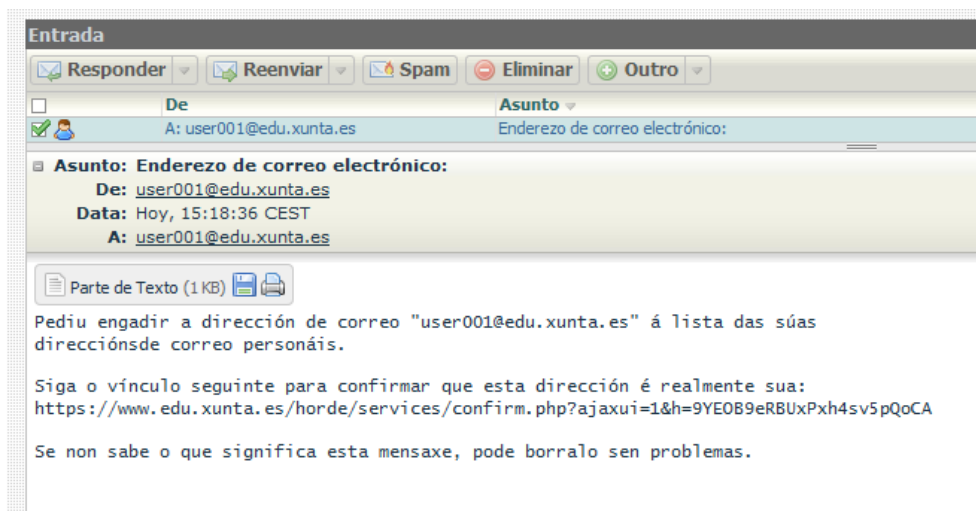 Entrada
Responder Reenviar Spam Eliminar Outro
De Asunto
A: user001@edu.xunta.es Enderezo de correo electrónico:
Asunto: Enderezo de correo electrónico:
De: user001@edu.xunta.es
Data: Hoy, 15:18:36 CEST
A: user001@edu.xunta.es
Parte de Texto (1 KB)
Pediu engadir a dirección de correo "user001@edu.xunta.es" á lista das súas
direcciónsde correo personáis.
Siga o vínculo seguinte para confirmar que esta dirección é realmente sua:
https://www.edu.xunta.es/horde/services/confirm.php?ajaxui=1&h=9YEOB9eRBUxPxh4sv5pQoCA
Se non sabe o que significa esta mensaxe, pode borralo sen problemas.